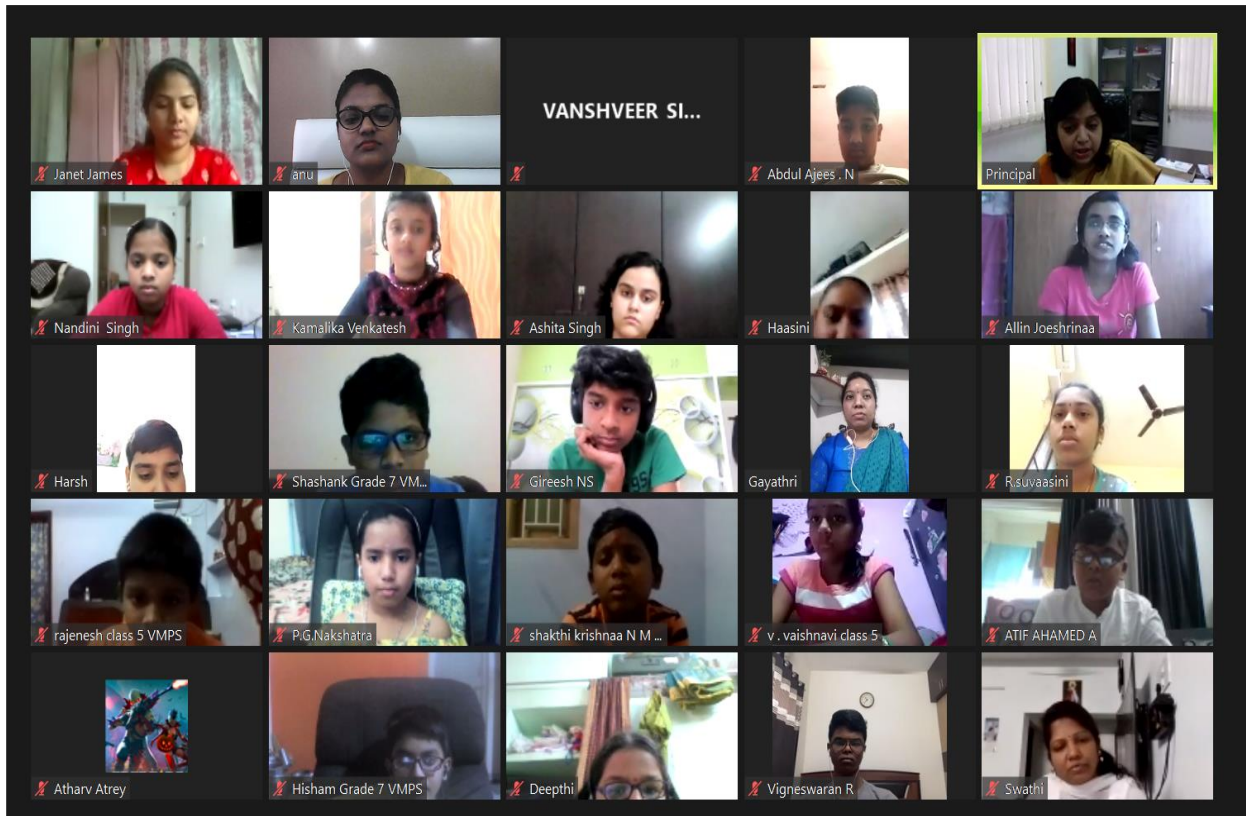 VANSHVEER SI...
Janet James
anu
Abdul Ajees . N
Principal
Nandini Singh
Kamalika Venkatesh
Ashita Singh
Haasini
Allin Joeshrinaa
Harsh
Shashank Grade 7 VM...
Gireesh NS
Gayathri
R.suvaasini
rajenesh class 5 VMPS
P.G.Nakshatra
shakthi krishnaa N M ...
v . vaishnavi class 5
ATIF AHAMED A
Atharv Atrey
Hisham Grade 7 VMPS
Deepthi
Vigneswaran R
Swathi